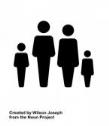 Created by Wilson Joseph
from the Noun Project